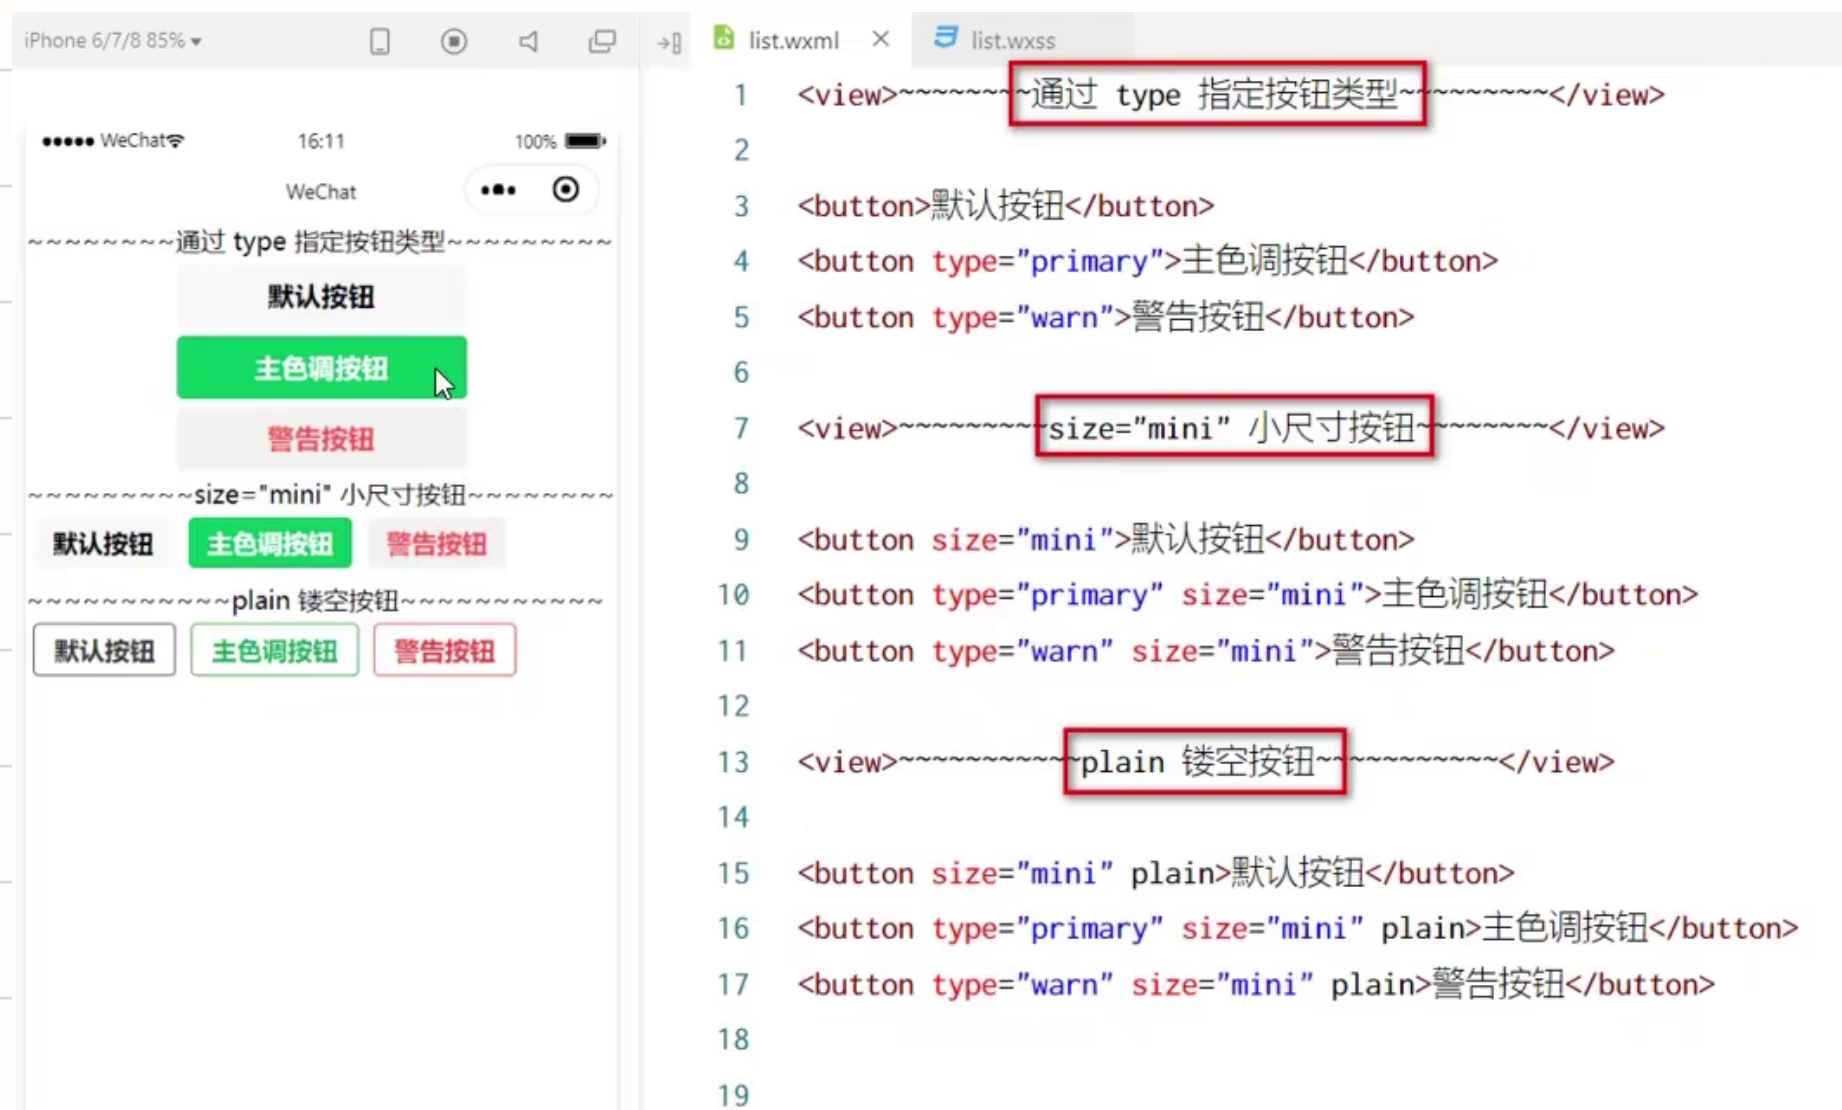 iPhone 6/7/8 85%
WeChat
16:11
100%
WeChat
~~~~~~~~通过 type 指定按钮类型~~~~~~~~~
默认按钮
主色调按钮
警告按钮
~~~~~~~~~size="mini" 小尺寸按钮~~~~~~~~
默认按钮 主色调按钮 警告按钮
~~~~~~~~~~~plain 镂空按钮~~~~~~~~~~~
默认按钮 主色调按钮 警告按钮
list.wxml
list.wxss
1 <view>~~~~~~~~通过 type 指定按钮类型~~~~~~~~~</view>
2
3 <button>默认按钮</button>
4 <button type="primary">主色调按钮</button>
5 <button type="warn">警告按钮</button>
6
7 <view>~~~~~~~~~size="mini" 小尺寸按钮~~~~~~~~</view>
8
9 <button size="mini">默认按钮</button>
10 <button type="primary" size="mini">主色调按钮</button>
11 <button type="warn" size="mini">警告按钮</button>
12
13 <view>~~~~~~~~~~~plain 镂空按钮~~~~~~~~~~~</view>
14
15 <button size="mini" plain>默认按钮</button>
16 <button type="primary" size="mini" plain>主色调按钮</button>
17 <button type="warn" size="mini" plain>警告按钮</button>
18
19